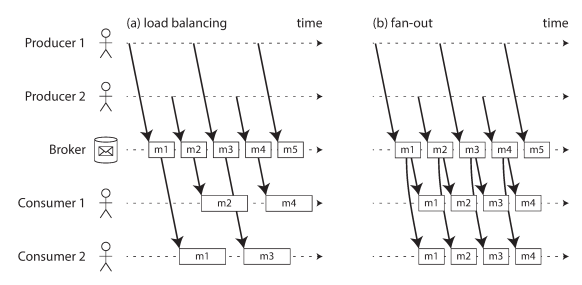 (a) load balancing time (b) fan-out time
Producer 1
Producer 2
Broker m1 m2 m3 m4 m5 m1 m2 m3 m4 m5
Consumer 1 m2 m4 m1 m2 m3 m4
Consumer 2 m1 m3 m1 m2 m3 m4